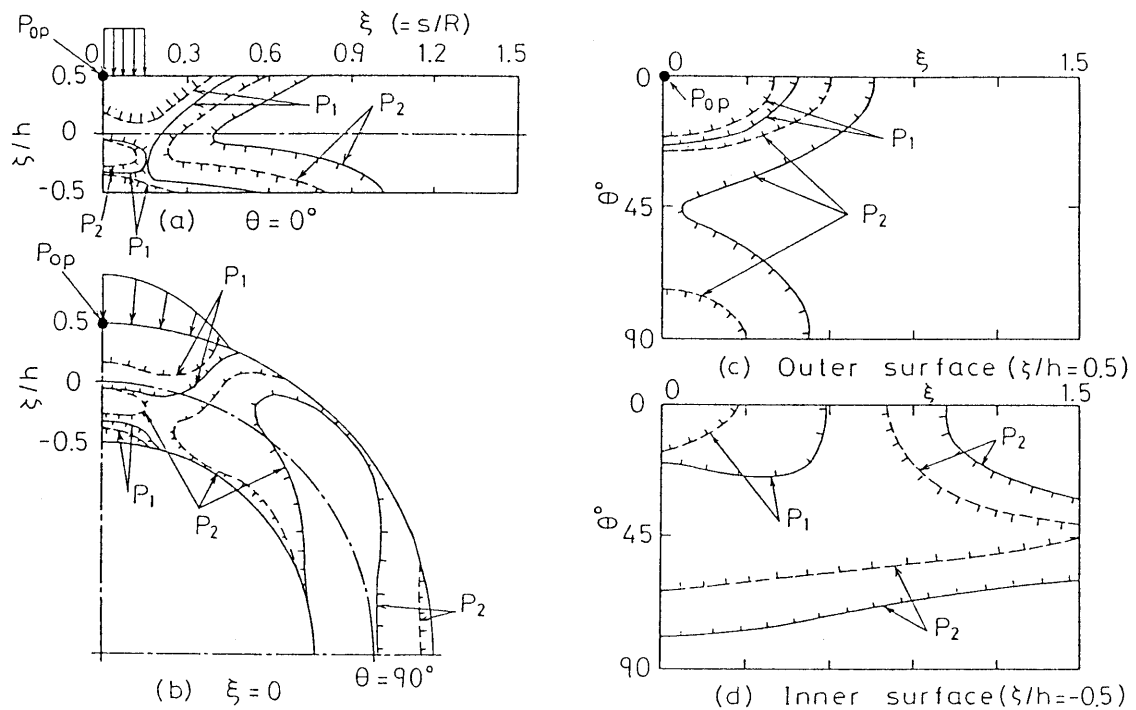 P₀ₚ
ξ (=s/R)
0 0.3 0.6 0.9 1.2 1.5
0.5
0
-0.5
ξ/h
P₁
P₂
P₂
P₁
(a) θ=0°
P₀ₚ
P₁
0.5
0
-0.5
ξ/h
P₁
P₂
P₂
(b) ξ=0
θ=90°
0 ξ 1.5
0
P₀ₚ
P₁
θ°
45
P₂
90
(c) Outer surface (ξ/h=0.5)
0 ξ 1.5
0
P₂
P₁
θ°
45
P₂
90
(d) Inner surface (ξ/h=-0.5)